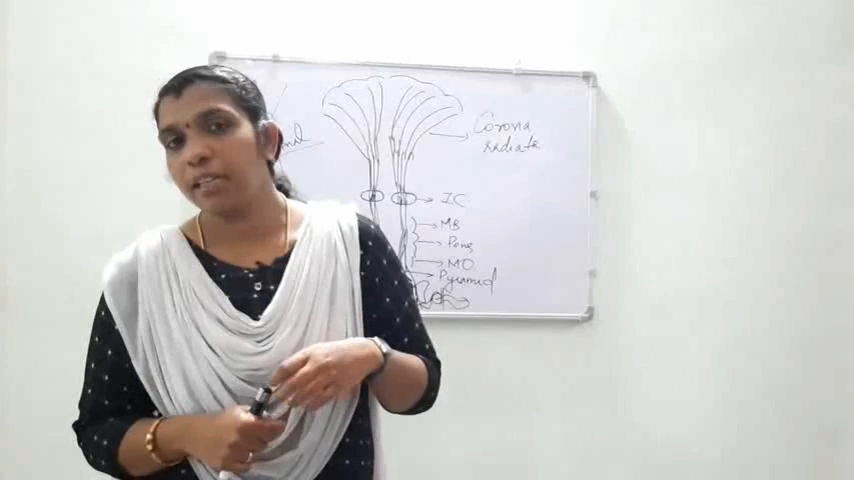 Corona
radiata
IC
MB
Pons
MO
Pyramid